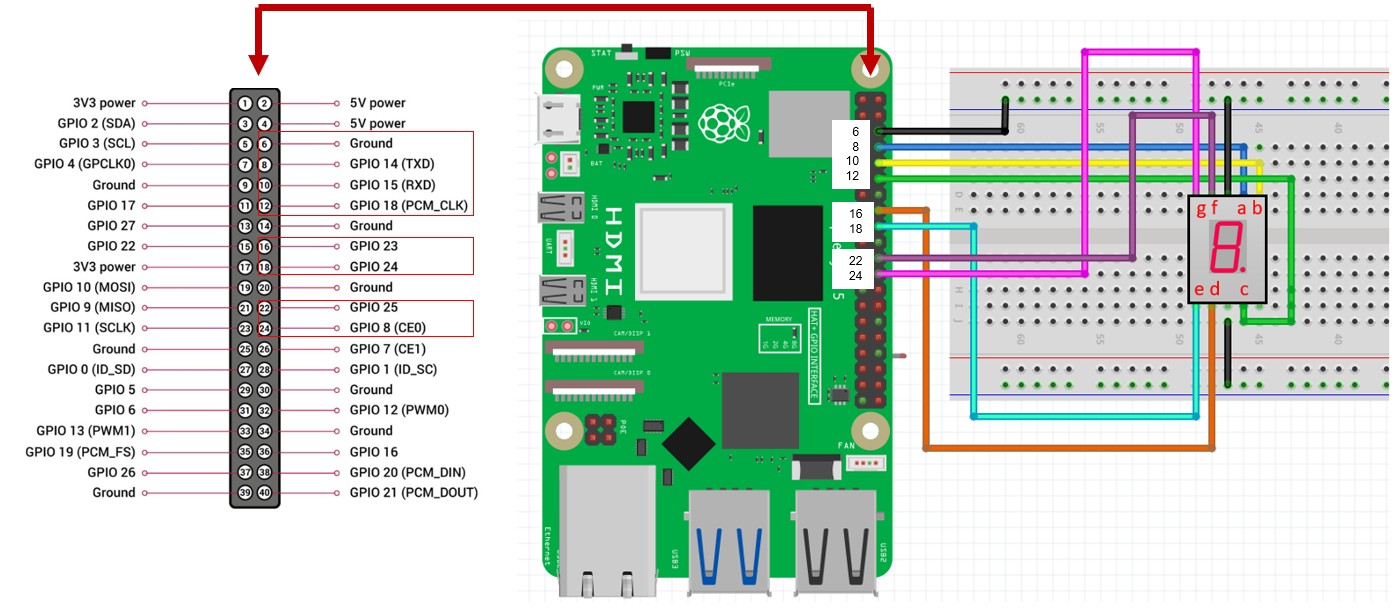 3V3 power 1 2 5V power
GPIO 2 (SDA) 3 4 5V power
GPIO 3 (SCL) 5 6 Ground
GPIO 4 (GPCLK0) 7 8 GPIO 14 (TXD)
Ground 9 10 GPIO 15 (RXD)
GPIO 17 11 12 GPIO 18 (PCM_CLK)
GPIO 27 13 14 Ground
GPIO 22 15 16 GPIO 23
3V3 power 17 18 GPIO 24
GPIO 10 (MOSI) 19 20 Ground
GPIO 9 (MISO) 21 22 GPIO 25
GPIO 11 (SCLK) 23 24 GPIO 8 (CE0)
Ground 25 26 GPIO 7 (CE1)
GPIO 0 (ID_SD) 27 28 GPIO 1 (ID_SC)
GPIO 5 29 30 Ground
GPIO 6 31 32 GPIO 12 (PWM0)
GPIO 13 (PWM1) 33 34 Ground
GPIO 19 (PCM_FS) 35 36 GPIO 16
GPIO 26 37 38 GPIO 20 (PCM_DIN)
Ground 39 40 GPIO 21 (PCM_DOUT)
STAT
PSW
PCIe
PWR
BAT
HDMI 0
HDMI
UART
HDMI 1
VIO
CAM/DISP 1
CAM/DISP 0
MEMORY
1G
2G
4G
8G
HAT+ GPIO INTERFACE
5
POE
FAN
Ethernet
USB3
USB2
6
8
10
12
16
18
22
24
60
50
45
40
D
E
H
I
J
60
55
50
45
40
g f a b
8.
e d c